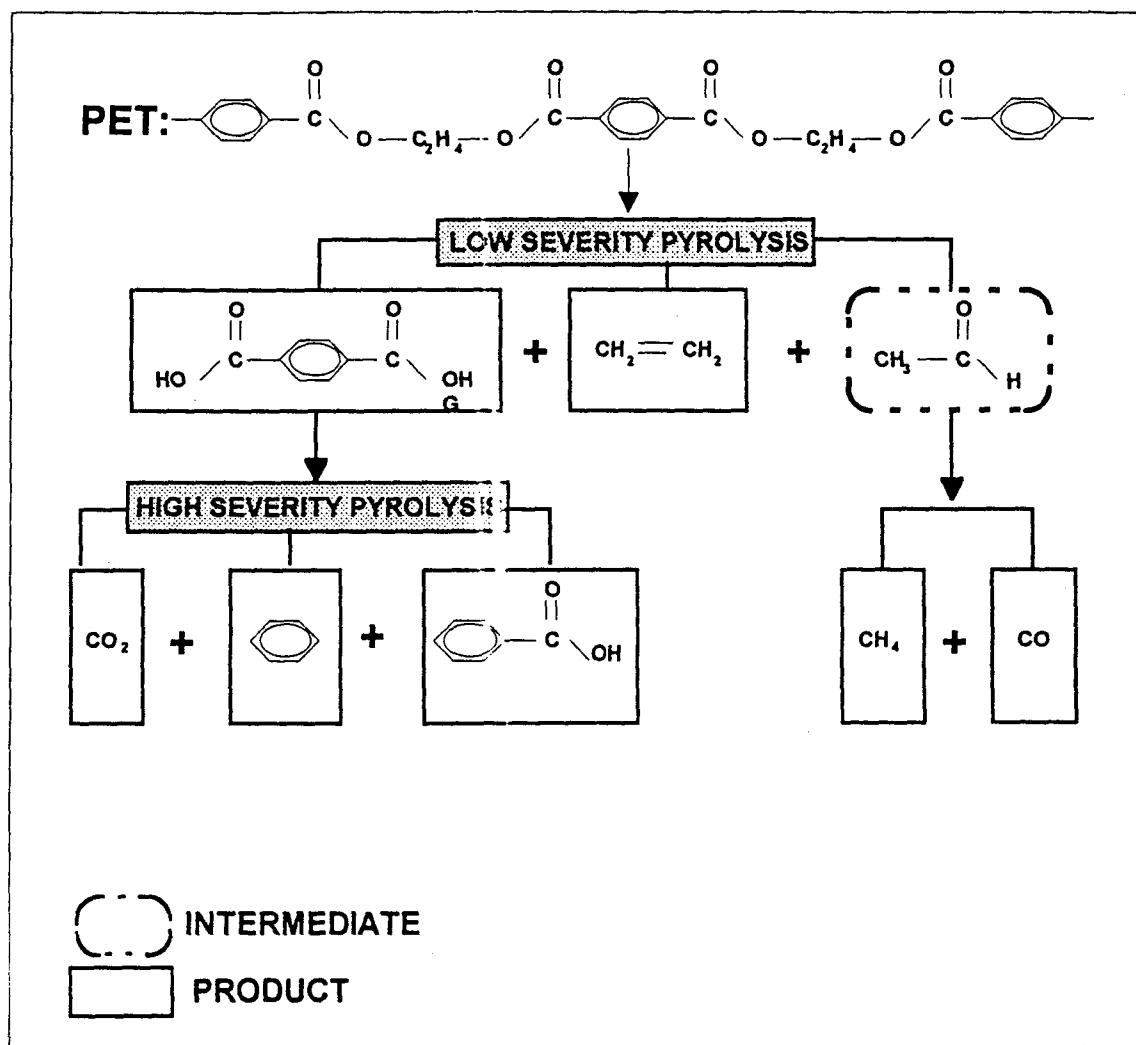 O O O O
PET: C O C₂H₄ O C C O C₂H₄ O C
LOW SEVERITY PYROLYSIS
O O O
HO C C OH + CH₂ CH₂ + CH₃ C H
G
HIGH SEVERITY PYROLYSIS
CO₂ + + O C OH CH₄ + CO
INTERMEDIATE
PRODUCT